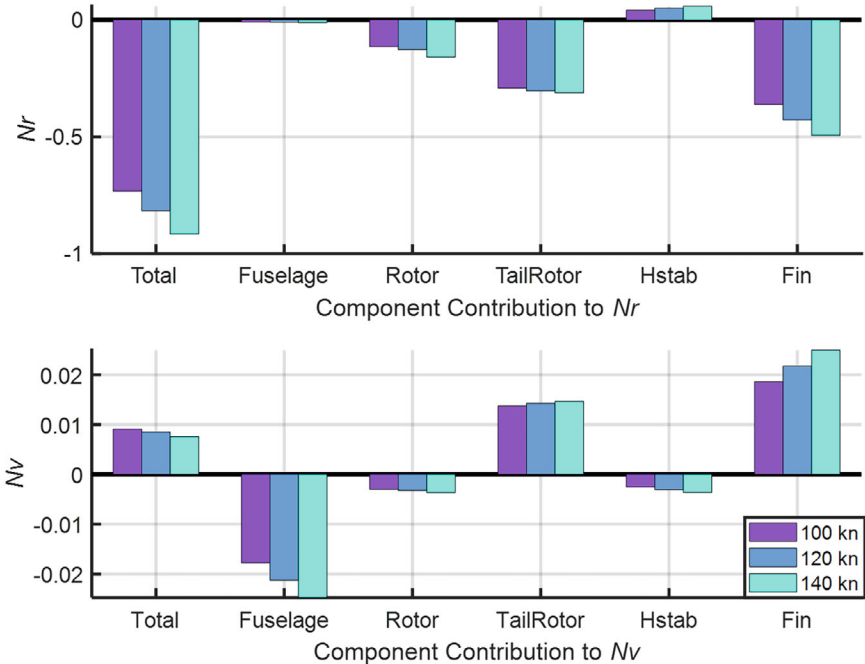 0
-0.5
-1
Nr
Total Fuselage Rotor TailRotor Hstab Fin
Component Contribution to Nr
0.02
0.01
0
-0.01
-0.02
Nv
100 kn
120 kn
140 kn
Total Fuselage Rotor TailRotor Hstab Fin
Component Contribution to Nv